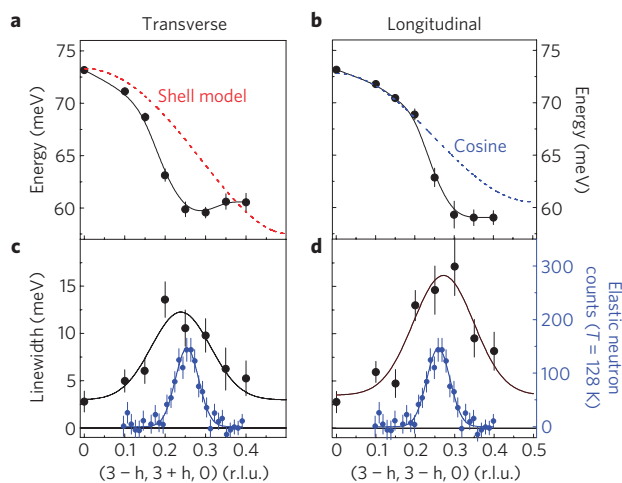 a Transverse
b Longitudinal
75
70
65
60
Energy (meV)
Shell model
Cosine
75
70
65
60
Energy (meV)
c
d
15
10
5
0
Linewidth (meV)
300
200
100
0
Elastic neutron
counts (T = 128 K)
0 0.1 0.2 0.3 0.4
0 0.1 0.2 0.3 0.4 0.5
(3 − h, 3 + h, 0) (r.l.u.)
(3 − h, 3 − h, 0) (r.l.u.)